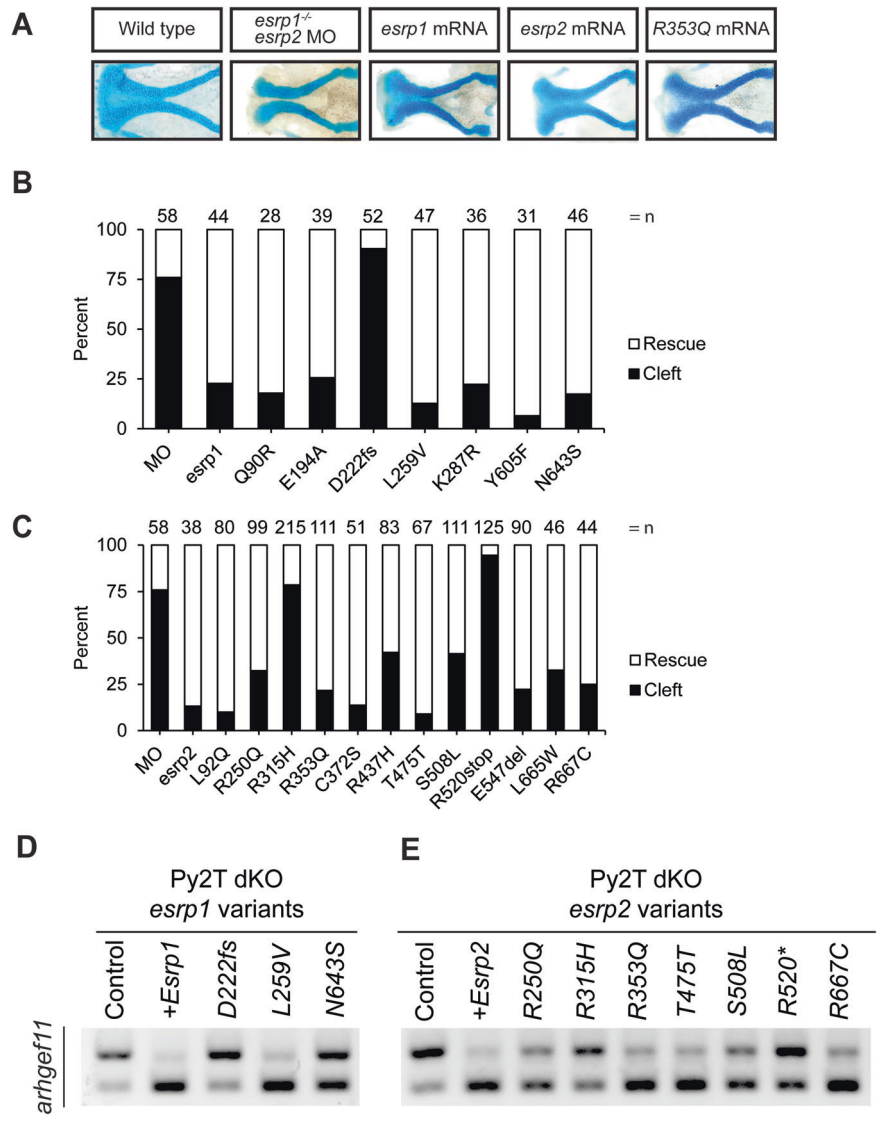 A
Wild type
esrp1-/-
esrp2 MO
esrp1 mRNA
esrp2 mRNA
R353Q mRNA
B
58 44 28 39 52 47 36 31 46 = n
100
75
50
25
0
Percent
Rescue
Cleft
MO esrp1 Q90R E194A D222fs L259V K287R Y605F N643S
C
58 38 80 99 215 111 51 83 67 111 125 90 46 44 = n
100
75
50
25
0
Percent
Rescue
Cleft
MO esrp2 L92Q R250Q R315H R353Q C372S R437H T475T S508L R520stop E547del L665W R667C
D
Py2T dKO
esrp1 variants
Control +Esrp1 D222fs L259V N643S
arhgef11
E
Py2T dKO
esrp2 variants
Control +Esrp2 R250Q R315H R353Q T475T S508L R520* R667C